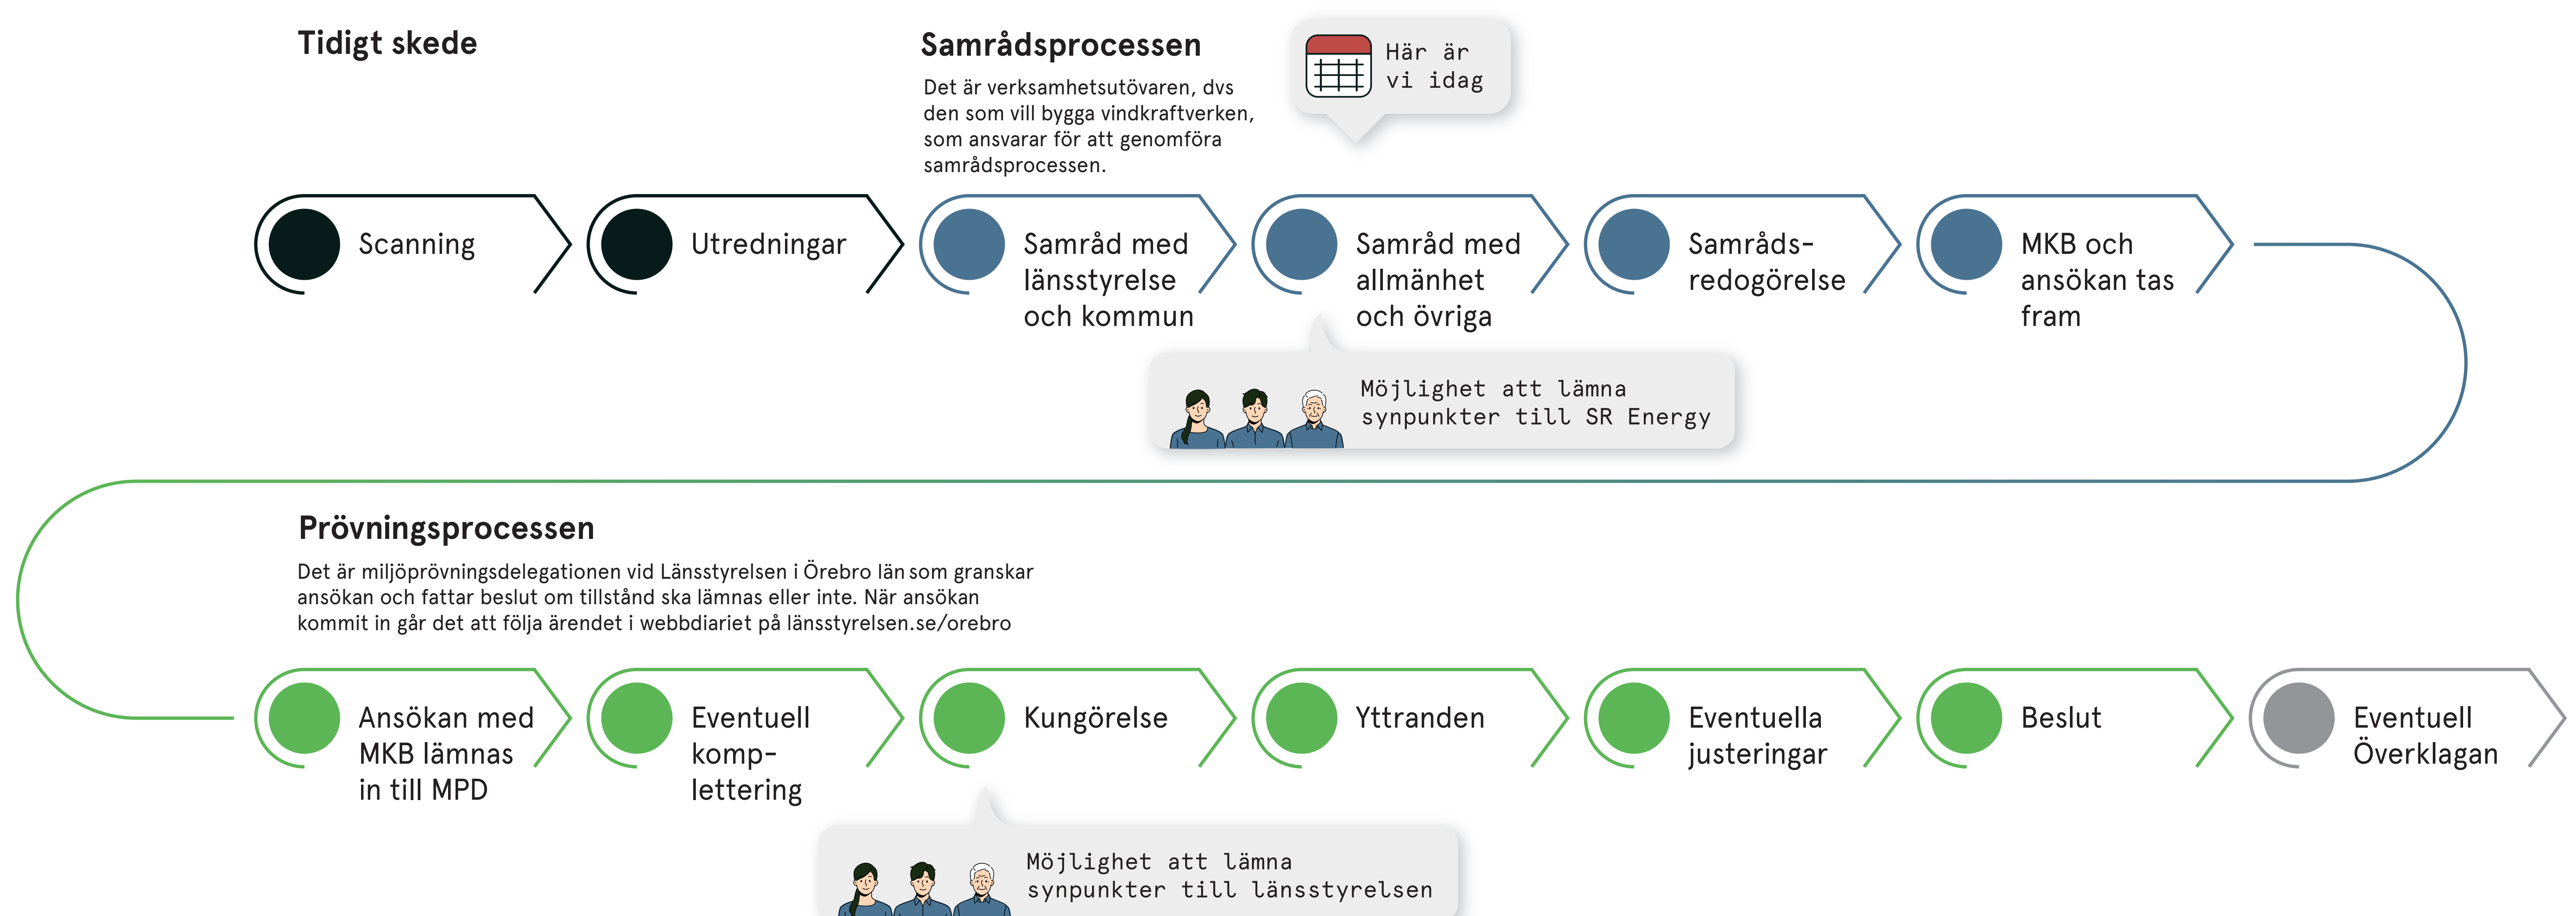 Tidigt skede
Samrådsprocessen
Det är verksamhetsutövaren, dvs
den som vill bygga vindkraftverken,
som ansvarar för att genomföra
samrådsprocessen.
Här är
vi idag
Scanning
Utredningar
Samråd med
länsstyrelse
och kommun
Samråd med
allmänhet
och övriga
Samråds-
redogörelse
MKB och
ansökan tas
fram
Möjlighet att lämna
synpunkter till SR Energy
Prövningsprocessen
Det är miljöprövningsdelegationen vid Länsstyrelsen i Örebro län som granskar
ansökan och fattar beslut om tillstånd ska lämnas eller inte. När ansökan
kommit in går det att följa ärendet i webbdiariet på länsstyrelsen.se/orebro
Ansökan med
MKB lämnas
in till MPD
Eventuell
komp-
lettering
Kungörelse
Yttranden
Eventuella
justeringar
Beslut
Eventuell
Överklagan
Möjlighet att lämna
synpunkter till länsstyrelsen